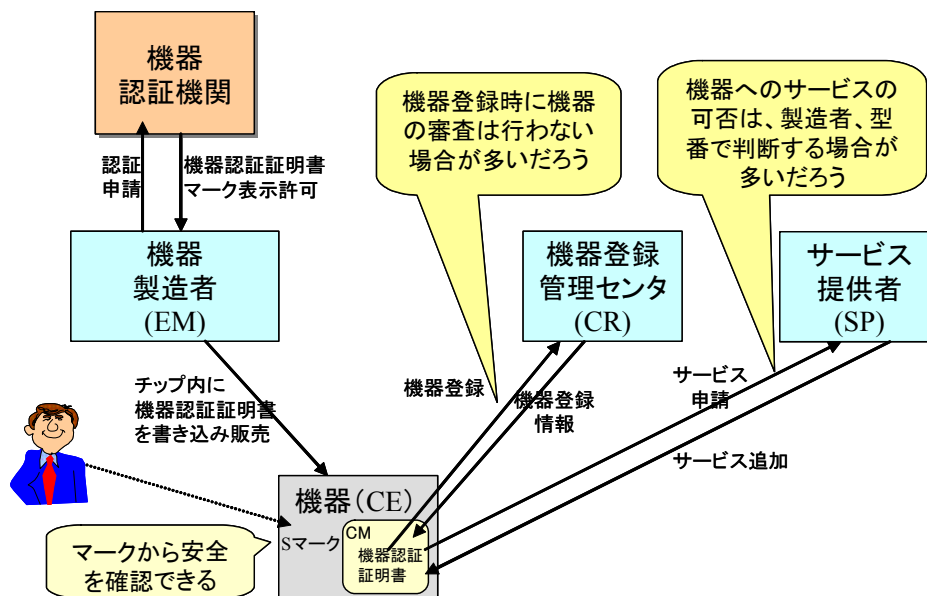 機器
認証機関
認証
申請
機器認証証明書
マーク表示許可
機器登録時に機器
の審査は行わない
場合が多いだろう
機器へのサービスの
可否は、製造者、型
番で判断する場合が
多いだろう
機器
製造者
(EM)
機器登録
管理センタ
(CR)
サービス
提供者
(SP)
チップ内に
機器認証証明書
を書き込み販売
機器登録
機器登録
情報
サービス
申請
サービス追加
機器(CE)
Sマーク
CM
機器認証
証明書
マークから安全
を確認できる